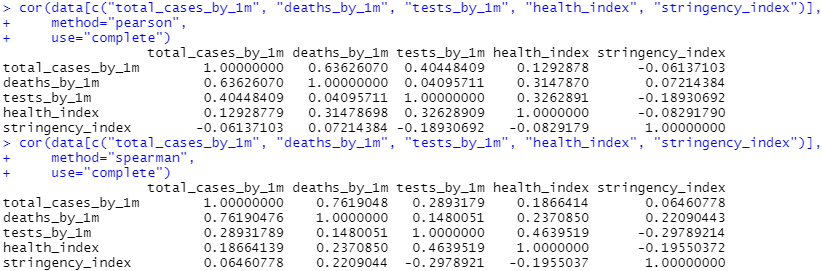 > cor(data[c("total_cases_by_1m", "deaths_by_1m", "tests_by_1m", "health_index", "stringency_index")],
+     method="pearson",
+     use="complete")
                  total_cases_by_1m deaths_by_1m tests_by_1m health_index stringency_index
total_cases_by_1m        1.00000000   0.63626070  0.40448409    0.1292878      -0.06137103
deaths_by_1m             0.63626070   1.00000000  0.04095711    0.3147870       0.07214384
tests_by_1m              0.40448409   0.04095711  1.00000000    0.3262891      -0.18930692
health_index             0.12928779   0.31478698  0.32628909    1.0000000      -0.08291790
stringency_index        -0.06137103   0.07214384 -0.18930692   -0.0829179       1.00000000
> cor(data[c("total_cases_by_1m", "deaths_by_1m", "tests_by_1m", "health_index", "stringency_index")],
+     method="spearman",
+     use="complete")
                  total_cases_by_1m deaths_by_1m tests_by_1m health_index stringency_index
total_cases_by_1m        1.00000000    0.7619048   0.2893179    0.1866414       0.06460778
deaths_by_1m             0.76190476    1.0000000   0.1480051    0.2370850       0.22090443
tests_by_1m              0.28931789    0.1480051   1.0000000    0.4639519      -0.29789214
health_index             0.18664139    0.2370850   0.4639519    1.0000000      -0.19550372
stringency_index         0.06460778    0.2209044  -0.2978921   -0.1955037       1.00000000